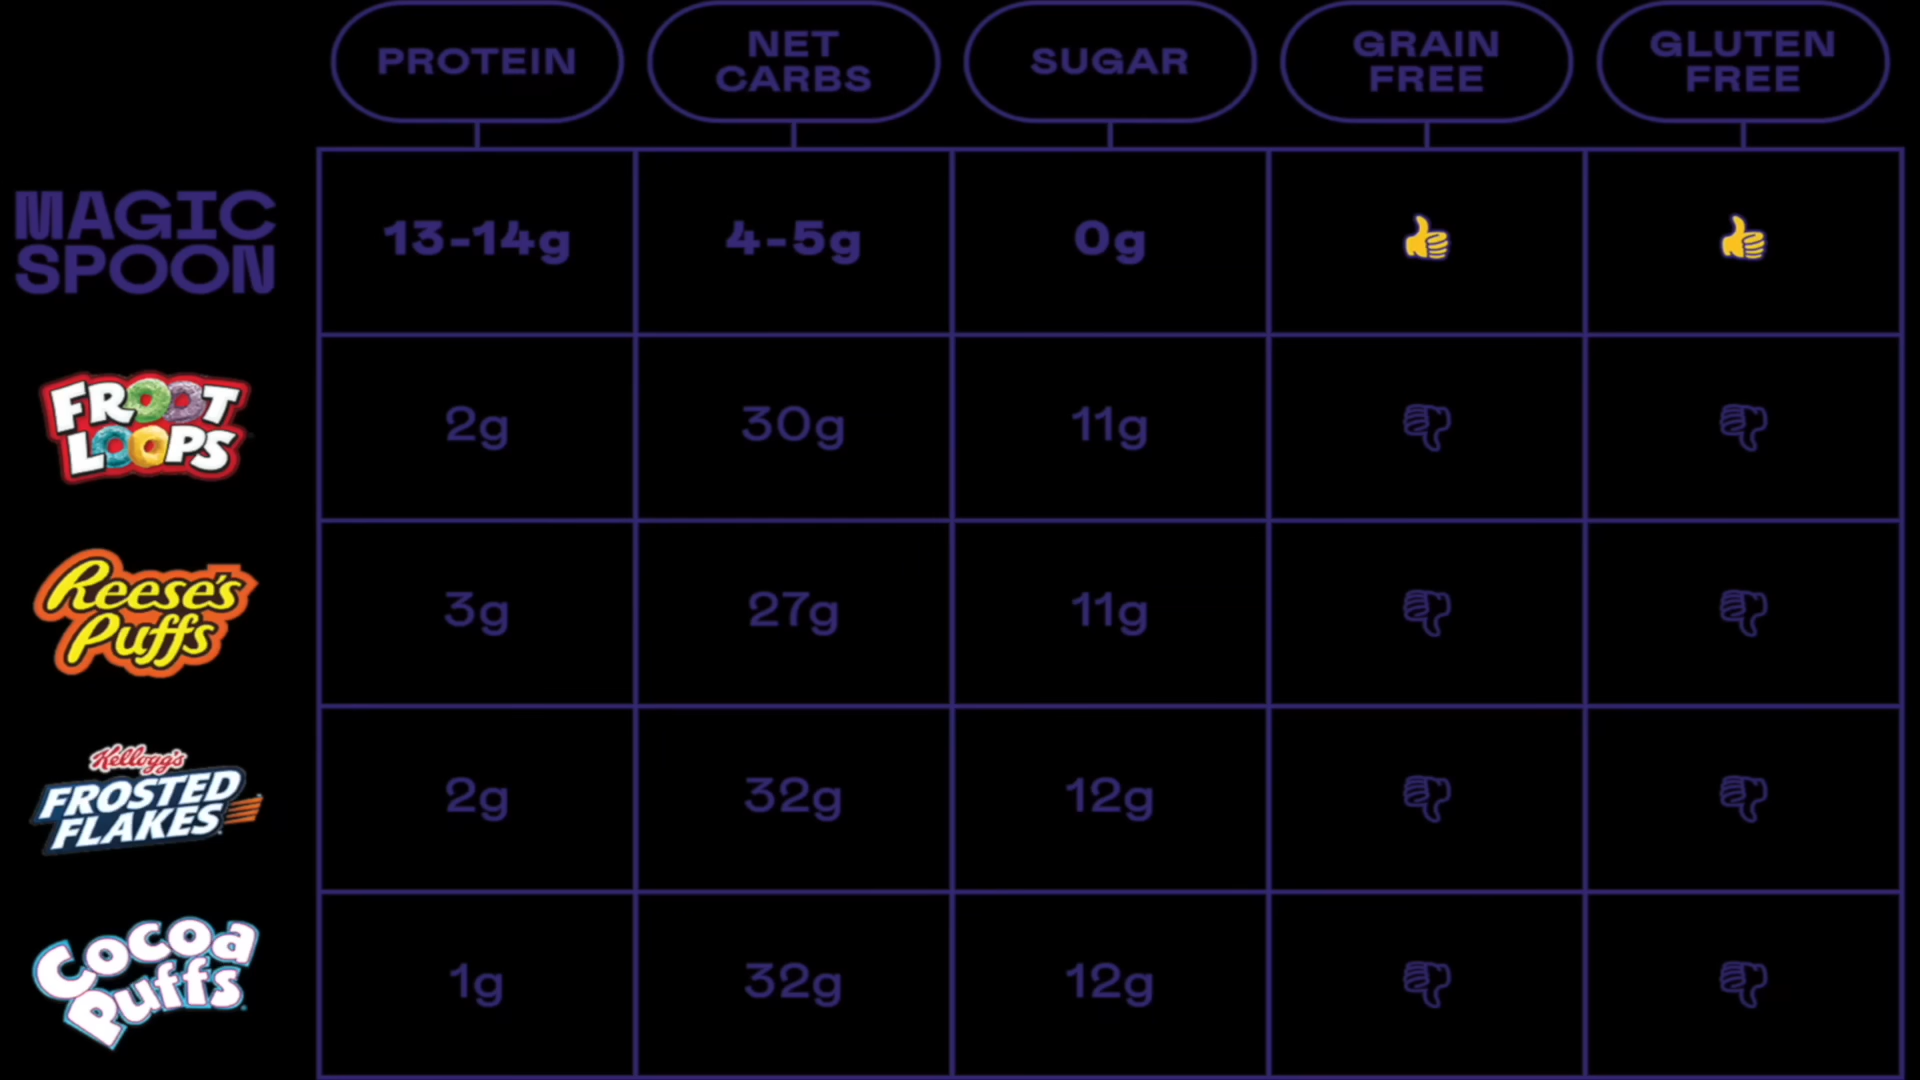 PROTEIN
NET
CARBS
SUGAR
GRAIN
FREE
GLUTEN
FREE
MAGIC
SPOON
13-14g
4-5g
0g
👍
👍
FROOT
LOOPS
2g
30g
11g
👎
👎
Reese's
Puffs
3g
27g
11g
👎
👎
Kellogg's
FROSTED
FLAKES
2g
32g
12g
👎
👎
Cocoa
Puffs
1g
32g
12g
👎
👎